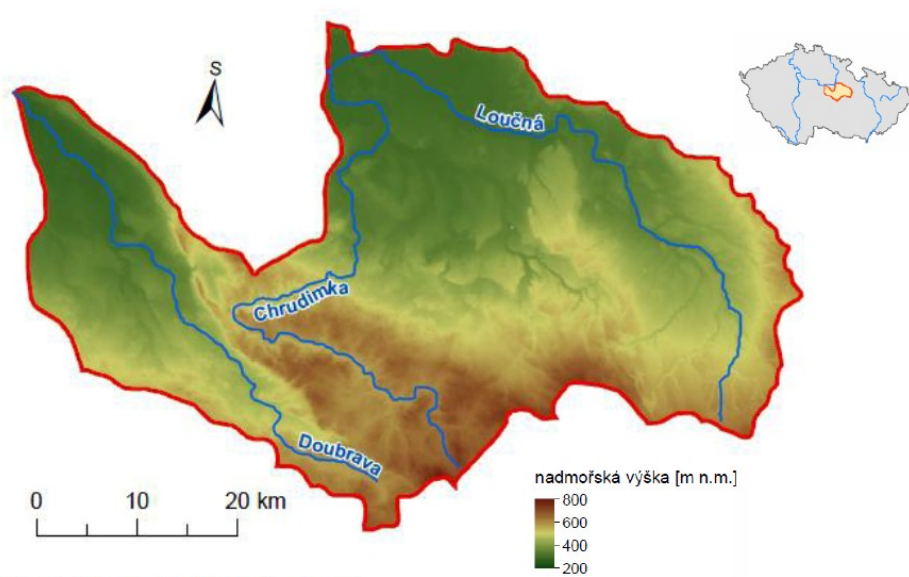 S
Loučná
Chrudimka
Doubrava
0 10 20 km
nadmořská výška [m n.m.]
800
600
400
200